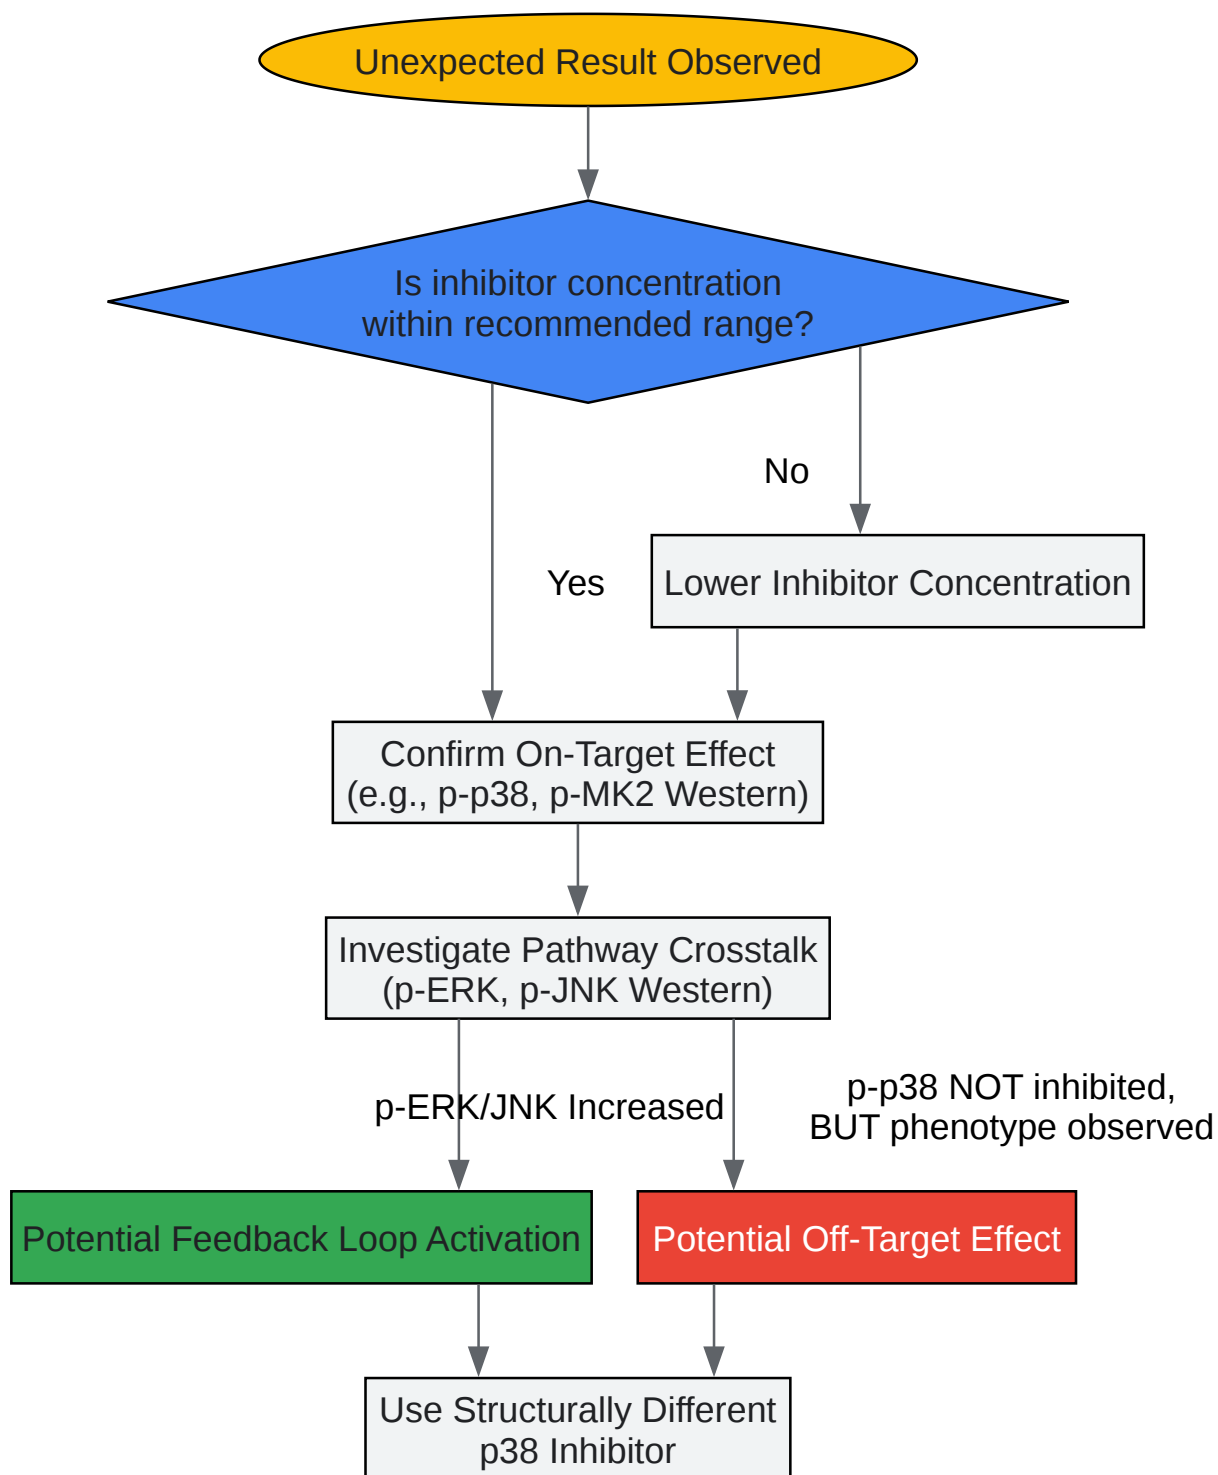 Unexpected Result Observed
Is inhibitor concentration
within recommended range?
No
Yes
Lower Inhibitor Concentration
Confirm On-Target Effect
(e.g., p-p38, p-MK2 Western)
Investigate Pathway Crosstalk
(p-ERK, p-JNK Western)
p-ERK/JNK Increased
p-p38 NOT inhibited,
BUT phenotype observed
Potential Feedback Loop Activation
Potential Off-Target Effect
Use Structurally Different
p38 Inhibitor